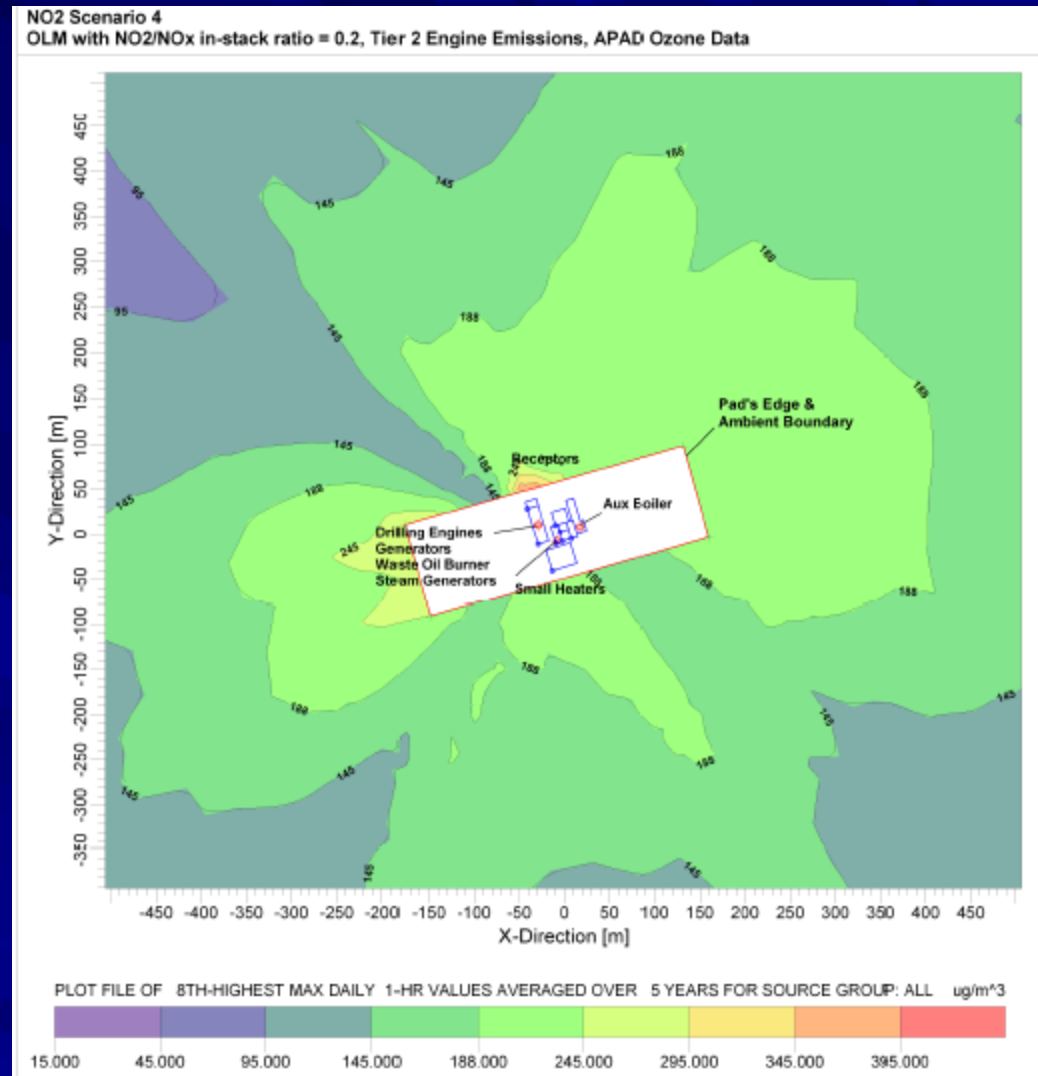 NO2 Scenario 4
OLM with NO2/NOx in-stack ratio = 0.2, Tier 2 Engine Emissions, APAD Ozone Data
450
400
350
300
250
200
150
100
50
0
-50
-100
-150
-200
-250
-300
-350
Y-Direction [m]
188
145
145
188
95
95
145
188
188
Pad's Edge &
Ambient Boundary
188
145
Receptors
245
145
188
145
Aux Boiler
Drilling Engines
Generators
Waste Oil Burner
Steam Generators
245
Small Heaters
188
188
188
188
188
145
145
188
145
145
145
145
-450 -400 -350 -300 -250 -200 -150 -100 -50 0 50 100 150 200 250 300 350 400 450
X-Direction [m]
PLOT FILE OF 8TH-HIGHEST MAX DAILY 1-HR VALUES AVERAGED OVER 5 YEARS FOR SOURCE GROUP: ALL ug/m^3
15.000 45.000 95.000 145.000 188.000 245.000 295.000 345.000 395.000